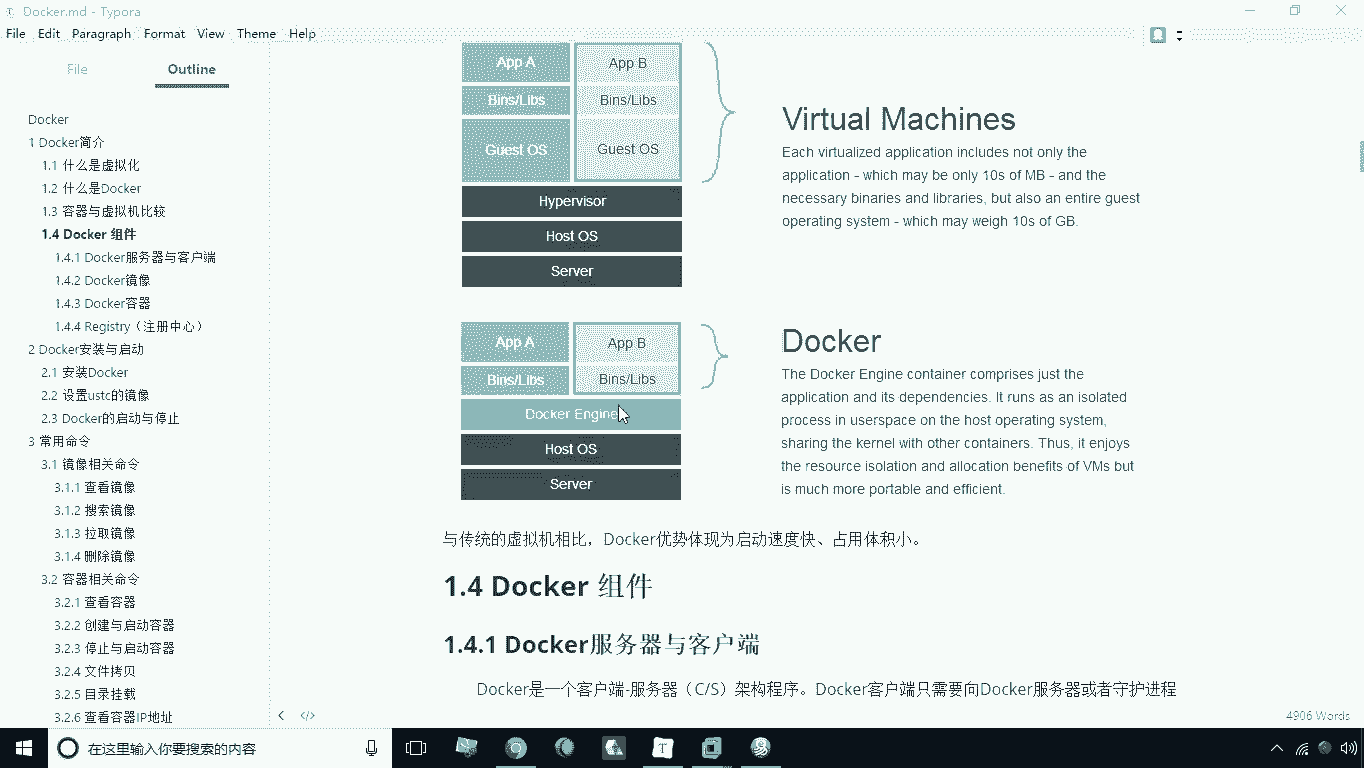 Docker.md - Typora
File Edit Paragraph Format View Theme Help
File Outline
Docker
1 Docker简介
1.1 什么是虚拟化
1.2 什么是Docker
1.3 容器与虚拟机比较
1.4 Docker 组件
1.4.1 Docker服务器与客户端
1.4.2 Docker镜像
1.4.3 Docker容器
1.4.4 Registry（注册中心）
2 Docker安装与启动
2.1 安装Docker
2.2 设置ustc的镜像
2.3 Docker的启动与停止
3 常用命令
3.1 镜像相关命令
3.1.1 查看镜像
3.1.2 搜索镜像
3.1.3 拉取镜像
3.1.4 删除镜像
3.2 容器相关命令
3.2.1 查看容器
3.2.2 创建与启动容器
3.2.3 停止与启动容器
3.2.4 文件拷贝
3.2.5 目录挂载
3.2.6 查看容器IP地址
App A App B
Bins/Libs Bins/Libs
Guest OS Guest OS
Hypervisor
Host OS
Server
Virtual Machines
Each virtualized application includes not only the
application - which may be only 10s of MB - and the
necessary binaries and libraries, but also an entire guest
operating system - which may weigh 10s of GB.
App A App B
Bins/Libs Bins/Libs
Docker Engine
Host OS
Server
Docker
The Docker Engine container comprises just the
application and its dependencies. It runs as an isolated
process in userspace on the host operating system,
sharing the kernel with other containers. Thus, it enjoys
the resource isolation and allocation benefits of VMs but
is much more portable and efficient.
与传统的虚拟机相比，Docker优势体现为启动速度快、占用体积小。
1.4 Docker 组件
1.4.1 Docker服务器与客户端
Docker是一个客户端-服务器（C/S）架构程序。Docker客户端只需要向Docker服务器或者守护进程
4906 Words
在这里输入你要搜索的内容